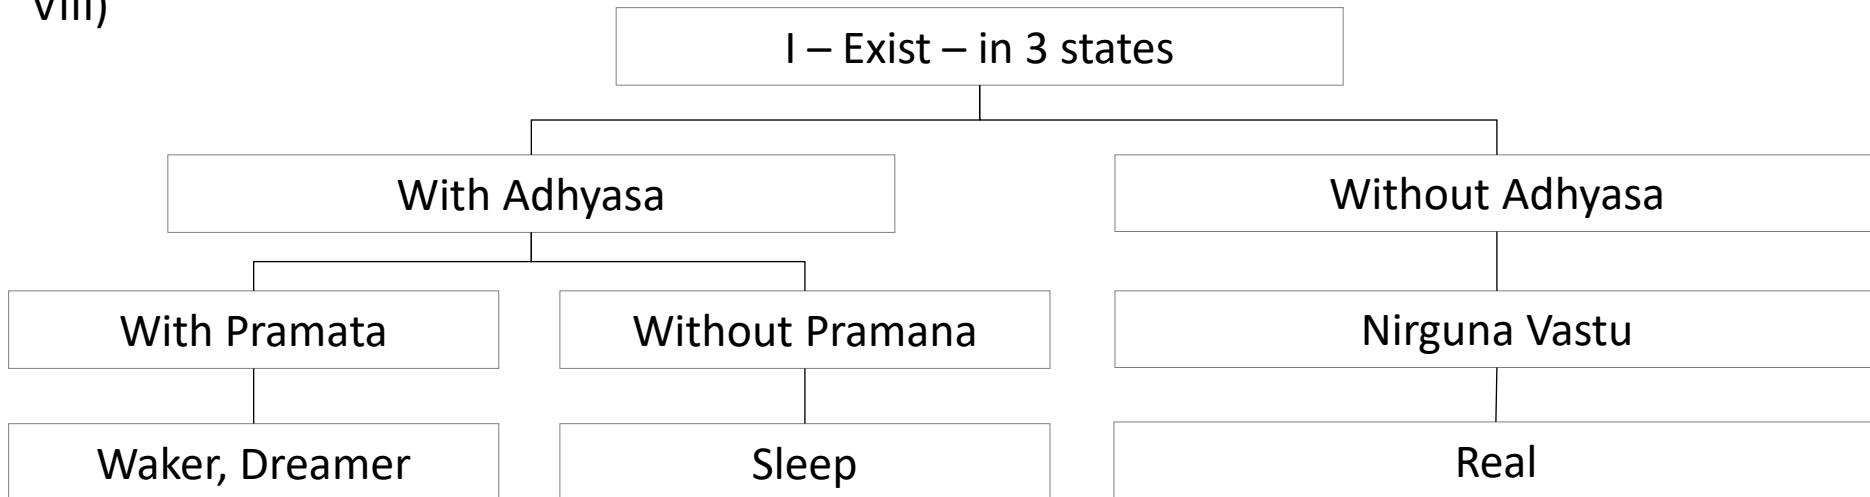 VIII)
I – Exist – in 3 states
With Adhyasa
Without Adhyasa
With Pramata
Without Pramana
Nirguna Vastu
Waker, Dreamer
Sleep
Real